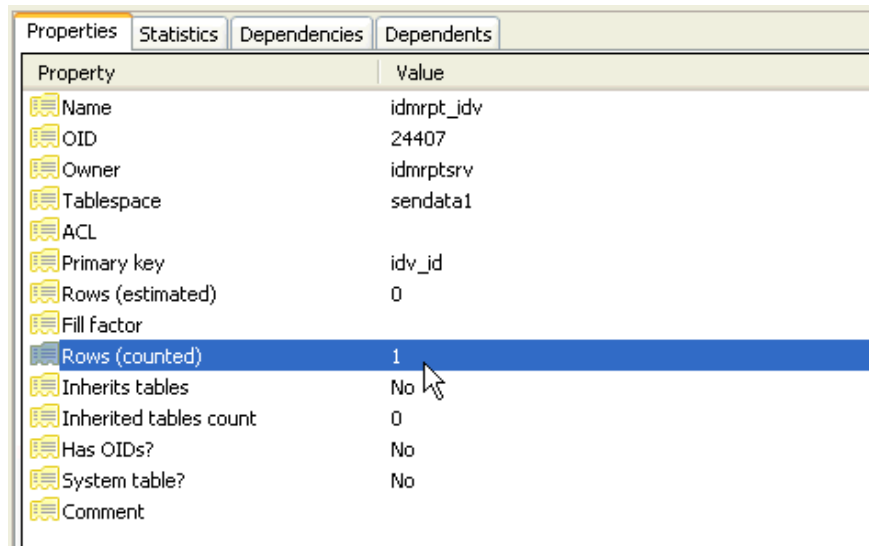 Properties Statistics Dependencies Dependents
Property Value
Name idmrpt_idv
OID 24407
Owner idmrptsrv
Tablespace sendata1
ACL
Primary key idv_id
Rows (estimated) 0
Fill factor
Rows (counted) 1
Inherits tables No
Inherited tables count 0
Has OIDs? No
System table? No
Comment